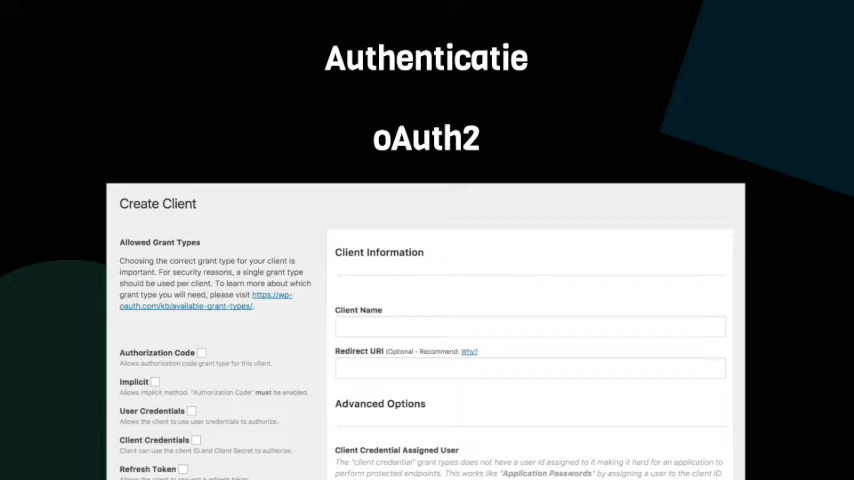 Authenticatie
oAuth2
Create Client
Allowed Grant Types
Choosing the correct grant type for your client is
important. For security reasons, a single grant type
should be used per client. To learn more about which
grant type you will need, please visit https://wp-
oauth.com/kb/available-grant-types/.
Authorization Code
Allows authorization code grant type for this client.
Implicit
Allows Implicit method. "Authorization Code" must be enabled.
User Credentials
Allows the client to use user credentials to authorize.
Client Credentials
Client can use the client ID and Client Secret to authorize.
Refresh Token
Allows the client to request a refresh token.
Client Information
Client Name
Redirect URI (Optional - Recommend: Why?
Advanced Options
Client Credential Assigned User
The "client credential" grant types does not have a user id assigned to it making it hard for an application to
perform protected endpoints. This works like "Application Passwords" by assigning a user to the client ID.